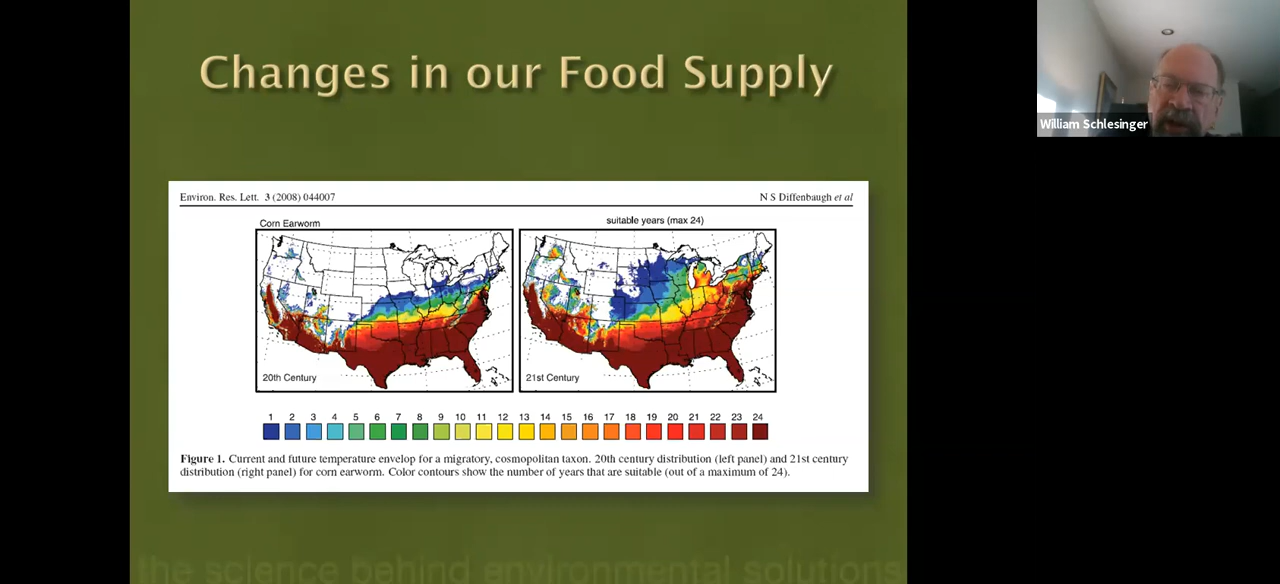 Changes in our Food Supply
William Schlesinger
Environ. Res. Lett. 3 (2008) 044007
N S Diffenbaugh et al
Corn Earworm
suitable years (max 24)
20th Century
21st Century
1 2 3 4 5 6 7 8 9 10 11 12 13 14 15 16 17 18 19 20 21 22 23 24
Figure 1. Current and future temperature envelop for a migratory, cosmopolitan taxon. 20th century distribution (left panel) and 21st century
distribution (right panel) for corn earworm. Color contours show the number of years that are suitable (out of a maximum of 24).
the science behind environmental solutions